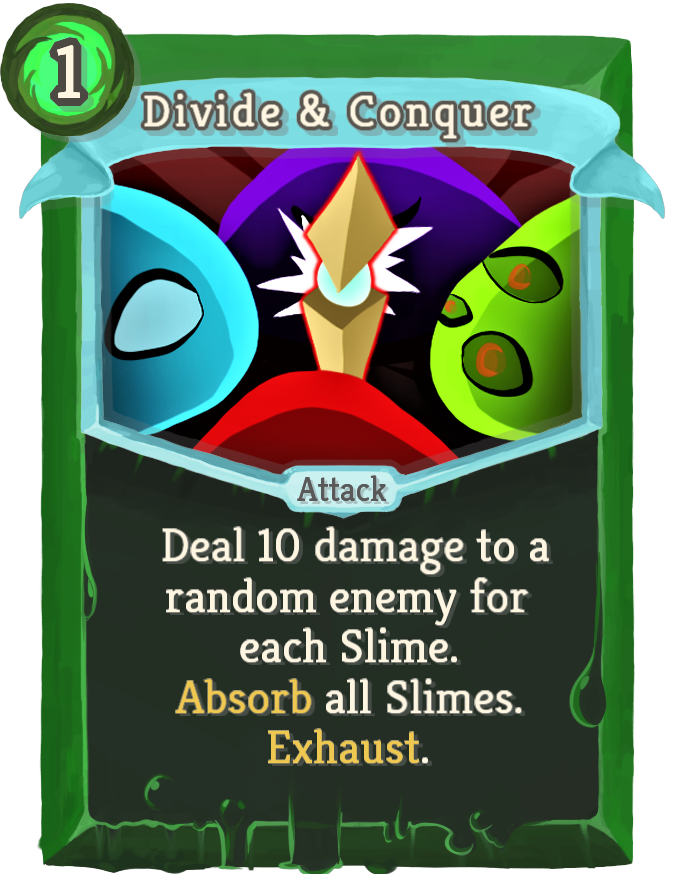 1
Divide & Conquer
Attack
Deal 10 damage to a
random enemy for
each Slime.
Absorb all Slimes.
Exhaust.